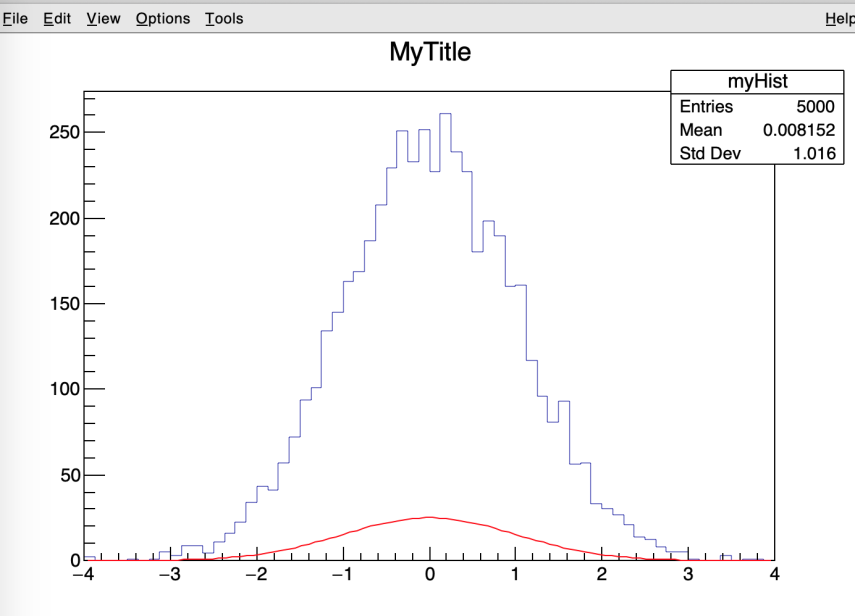 File Edit View Options Tools Help
MyTitle
myHist
Entries 5000
Mean 0.008152
Std Dev 1.016
250
200
150
100
50
0
−4 −3 −2 −1 0 1 2 3 4